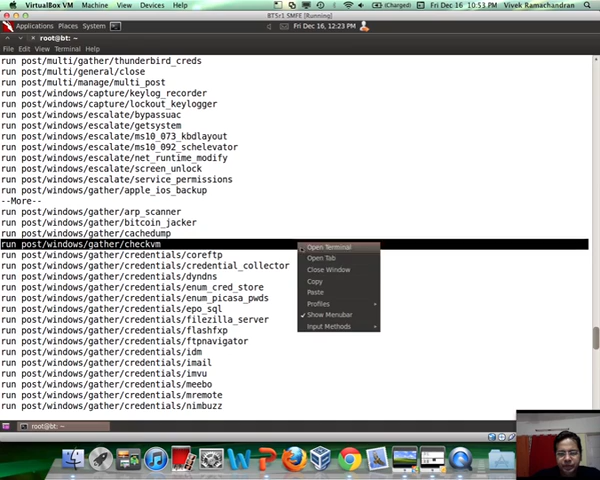 VirtualBox VM Machine View Devices Help (Charged) Fri Dec 16 10:53 PM Vivek Ramachandran
BT5r1 SMFE [Running]
Applications Places System Fri Dec 16, 12:23 PM
root@bt: ~
File Edit View Terminal Help
run post/multi/gather/thunderbird_creds
run post/multi/general/close
run post/multi/manage/multi_post
run post/windows/capture/keylog_recorder
run post/windows/capture/lockout_keylogger
run post/windows/escalate/bypassuac
run post/windows/escalate/getsystem
run post/windows/escalate/ms10_073_kbdlayout
run post/windows/escalate/ms10_092_schelevator
run post/windows/escalate/net_runtime_modify
run post/windows/escalate/screen_unlock
run post/windows/escalate/service_permissions
run post/windows/gather/apple_ios_backup
--More--
run post/windows/gather/arp_scanner
run post/windows/gather/bitcoin_jacker
run post/windows/gather/cachedump
run post/windows/gather/checkvm
run post/windows/gather/credentials/coreftp
run post/windows/gather/credentials/credential_collector
run post/windows/gather/credentials/dyndns
run post/windows/gather/credentials/enum_cred_store
run post/windows/gather/credentials/enum_picasa_pwds
run post/windows/gather/credentials/epo_sql
run post/windows/gather/credentials/filezilla_server
run post/windows/gather/credentials/flashfxp
run post/windows/gather/credentials/ftpnavigator
run post/windows/gather/credentials/idm
run post/windows/gather/credentials/imail
run post/windows/gather/credentials/imvu
run post/windows/gather/credentials/meebo
run post/windows/gather/credentials/mremote
run post/windows/gather/credentials/nimbuzz
Open Terminal
Open Tab
Close Window
Copy
Paste
Profiles
Show Menubar
Input Methods
root@bt: ~